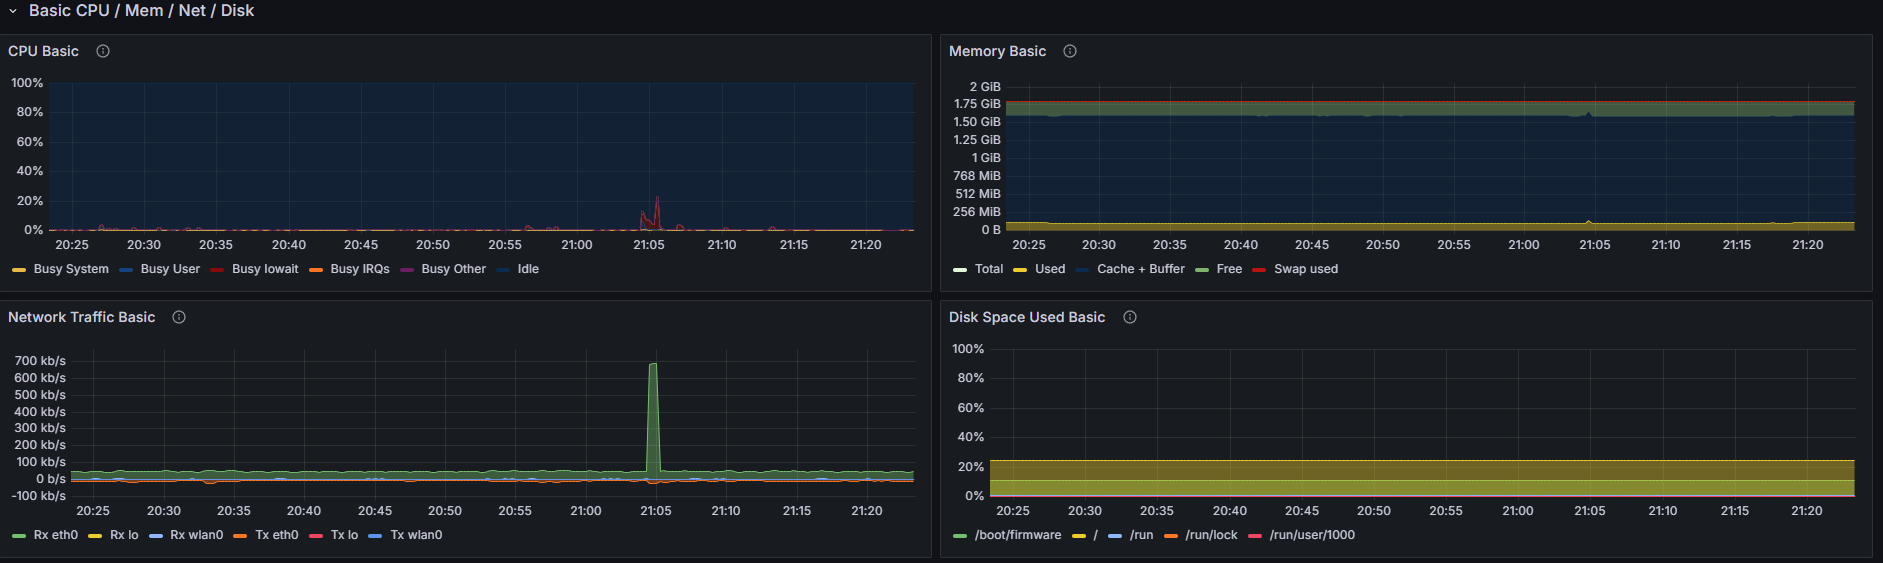 Basic CPU / Mem / Net / Disk
CPU Basic
100%
80%
60%
40%
20%
0%
20:25 20:30 20:35 20:40 20:45 20:50 20:55 21:00 21:05 21:10 21:15 21:20
Busy System Busy User Busy Iowait Busy IRQs Busy Other Idle
Memory Basic
2 GiB
1.75 GiB
1.50 GiB
1.25 GiB
1 GiB
768 MiB
512 MiB
256 MiB
0 B
20:25 20:30 20:35 20:40 20:45 20:50 20:55 21:00 21:05 21:10 21:15 21:20
Total Used Cache + Buffer Free Swap used
Network Traffic Basic
700 kb/s
600 kb/s
500 kb/s
400 kb/s
300 kb/s
200 kb/s
100 kb/s
0 b/s
-100 kb/s
20:25 20:30 20:35 20:40 20:45 20:50 20:55 21:00 21:05 21:10 21:15 21:20
Rx eth0 Rx lo Rx wlan0 Tx eth0 Tx lo Tx wlan0
Disk Space Used Basic
100%
80%
60%
40%
20%
0%
20:25 20:30 20:35 20:40 20:45 20:50 20:55 21:00 21:05 21:10 21:15 21:20
/boot/firmware / /run /run/lock /run/user/1000